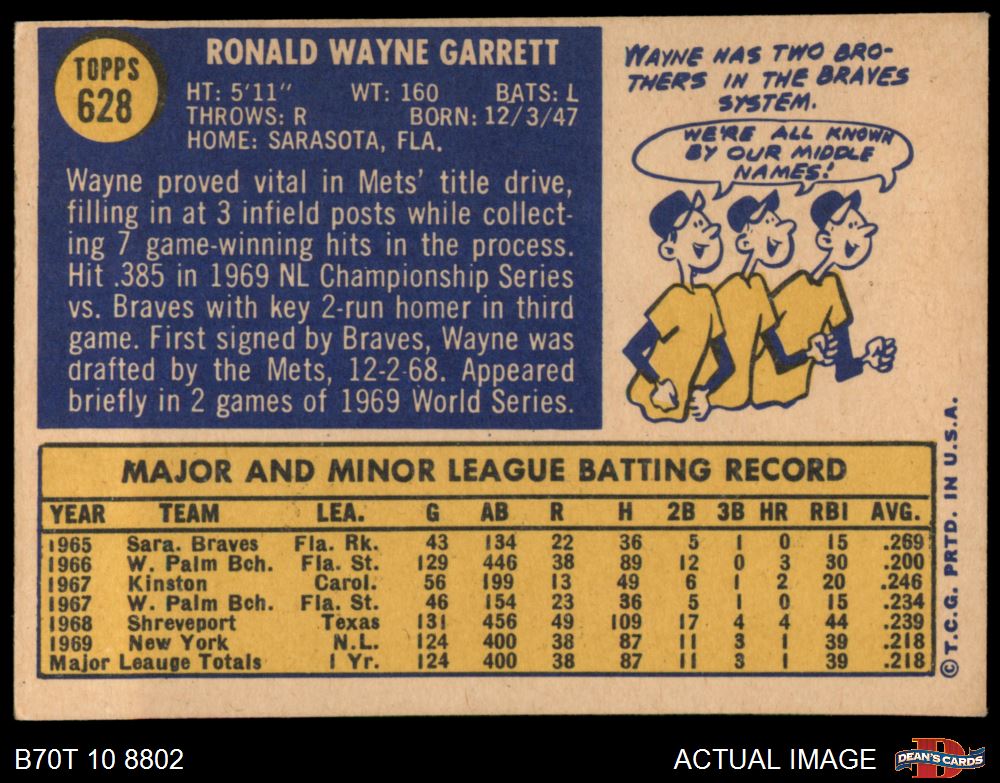 TOPPS
628
RONALD WAYNE GARRETT
HT: 5'11" WT: 160 BATS: L
THROWS: R BORN: 12/3/47
HOME: SARASOTA, FLA.
Wayne proved vital in Mets' title drive,
filling in at 3 infield posts while collect-
ing 7 game-winning hits in the process.
Hit .385 in 1969 NL Championship Series
vs. Braves with key 2-run homer in third
game. First signed by Braves, Wayne was
drafted by the Mets, 12-2-68. Appeared
briefly in 2 games of 1969 World Series.
WAYNE HAS TWO BRO-
THERS IN THE BRAVES
SYSTEM.
WE'RE ALL KNOWN
BY OUR MIDDLE
NAMES!
MAJOR AND MINOR LEAGUE BATTING RECORD
YEAR TEAM LEA. G AB R H 2B 3B HR RBI AVG.
1965 Sara. Braves Fla. Rk. 43 134 22 36 5 1 0 15 .269
1966 W. Palm Bch. Fla. St. 129 446 38 89 12 0 3 30 .200
1967 Kinston Carol. 56 199 13 49 6 1 2 20 .246
1967 W. Palm Bch. Fla. St. 46 154 23 36 5 1 0 15 .234
1968 Shreveport Texas 131 456 49 109 17 4 4 44 .239
1969 New York N.L. 124 400 38 87 11 3 1 39 .218
Major Leauge Totals 1 Yr. 124 400 38 87 11 3 1 39 .218
© T.C.G. PRTD. IN U.S.A.
B70T 10 8802
ACTUAL IMAGE
D
DEAN'S CARDS